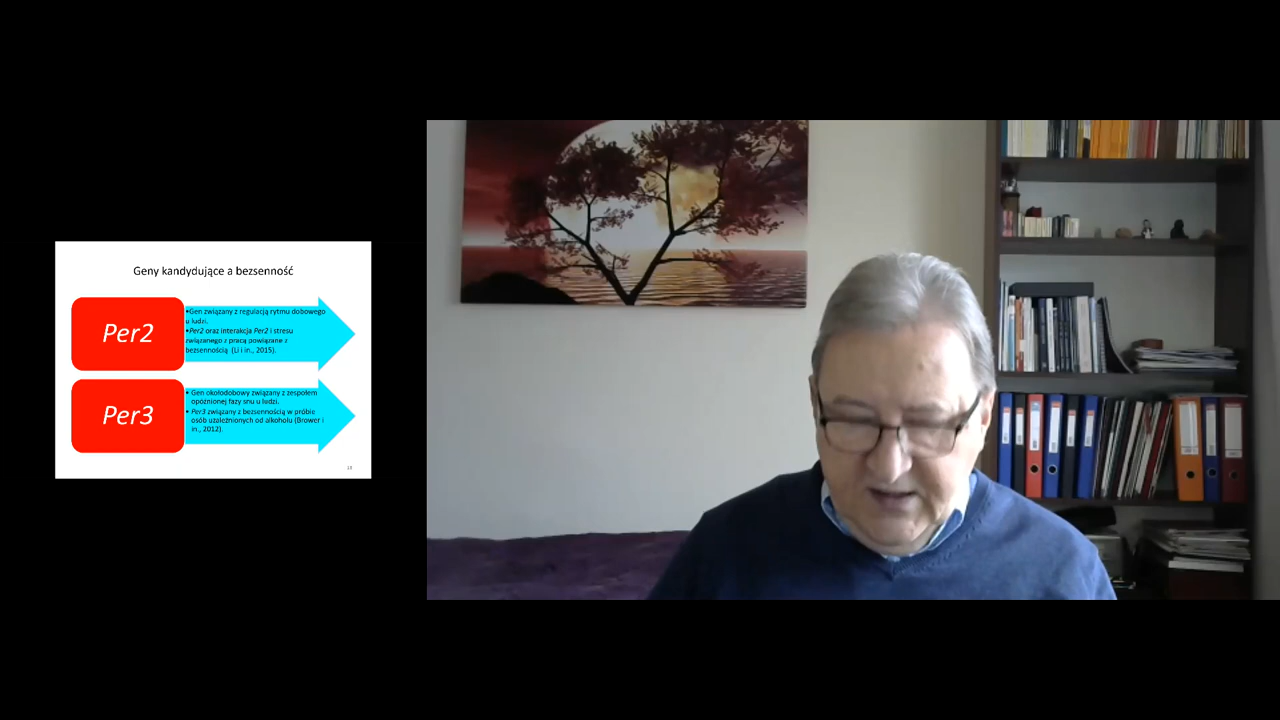 Geny kandydujące a bezsenność
Per2
•Gen związany z regulacją rytmu dobowego
u ludzi.
•Per2 oraz interakcja Per2 i stresu
związanego z pracą powiązane z
bezsennością (Li i in., 2015).
Per3
• Gen okołodobowy związany z zespołem
opóźnionej fazy snu u ludzi.
• Per3 związany z bezsennością w próbie
osób uzależnionych od alkoholu (Brower i
in., 2012).